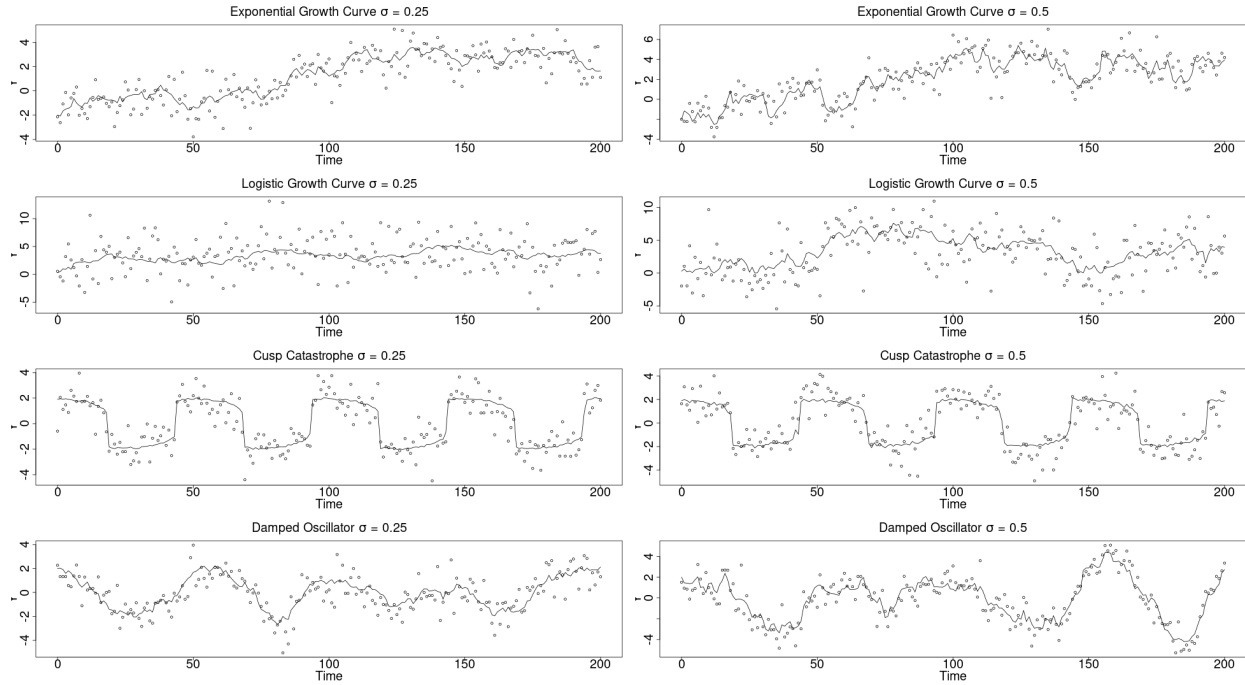 Exponential Growth Curve σ = 0.25
4
2
0
-2
-4
τ
0 50 100 150 200
Time
Exponential Growth Curve σ = 0.5
6
4
2
0
-4
τ
0 50 100 150 200
Time
Logistic Growth Curve σ = 0.25
10
5
0
-5
τ
0 50 100 150 200
Time
Logistic Growth Curve σ = 0.5
10
5
0
-5
τ
0 50 100 150 200
Time
Cusp Catastrophe σ = 0.25
4
2
0
-2
-4
τ
0 50 100 150 200
Time
Cusp Catastrophe σ = 0.5
4
2
0
-2
-4
τ
0 50 100 150 200
Time
Damped Oscillator σ = 0.25
4
2
0
-2
-4
τ
0 50 100 150 200
Time
Damped Oscillator σ = 0.5
4
2
0
-2
-4
τ
0 50 100 150 200
Time